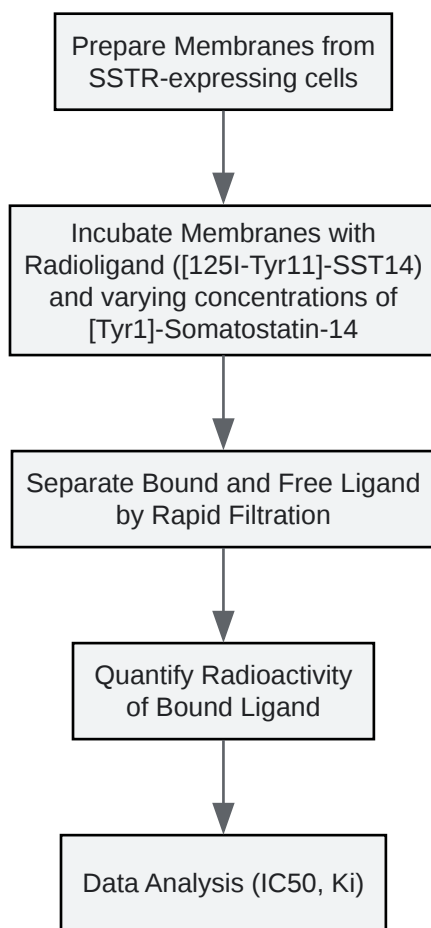 Prepare Membranes from
SSTR-expressing cells
Incubate Membranes with
Radioligand ([125I-Tyr11]-SST14)
and varying concentrations of
[Tyr1]-Somatostatin-14
Separate Bound and Free Ligand
by Rapid Filtration
Quantify Radioactivity
of Bound Ligand
Data Analysis (IC50, Ki)